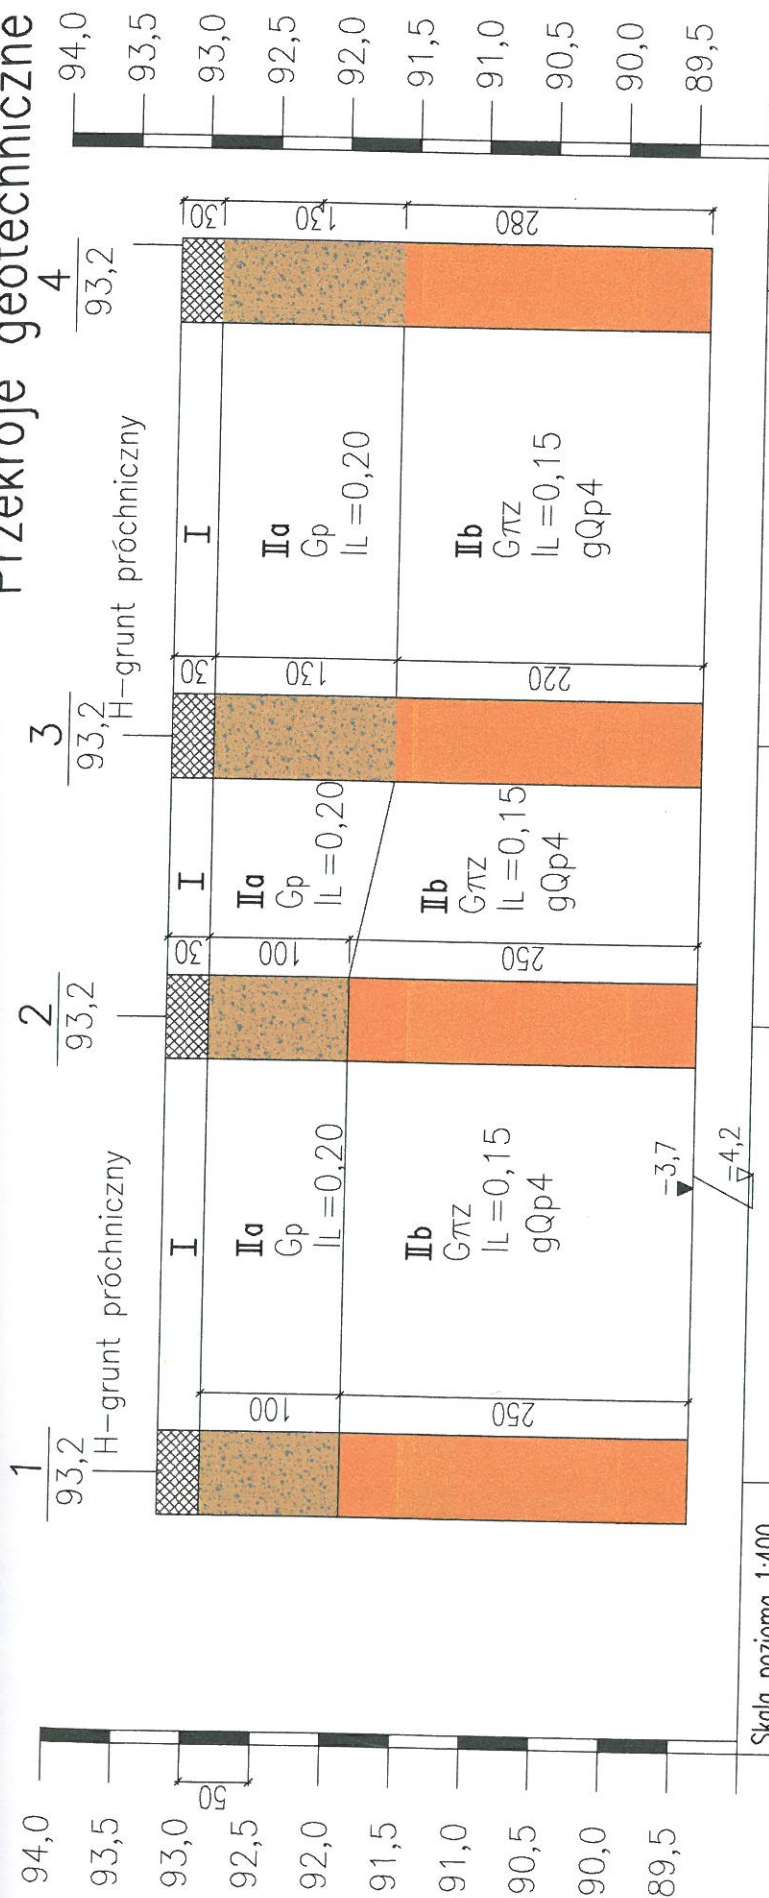 Przekroje geotechniczne
1
93,2
2
93,2
3
93,2
4
93,2
H-grunt próchniczny
H-grunt próchniczny
94,0
93,5
93,0
92,5
92,0
91,5
91,0
90,5
90,0
89,5
50
100
250
I
IIa
Gp
IL=0,20
IIb
Gπz
IL=0,15
gQp4
-3,7
=4,2
30
100
250
I
IIa
Gp
IL=0,20
IIb
Gπz
IL=0,15
gQp4
30
130
220
I
IIa
Gp
IL=0,20
IIb
Gπz
IL=0,15
gQp4
30
130
280
94,0
93,5
93,0
92,5
92,0
91,5
91,0
90,5
90,0
89,5
Skala pozioma 1:400